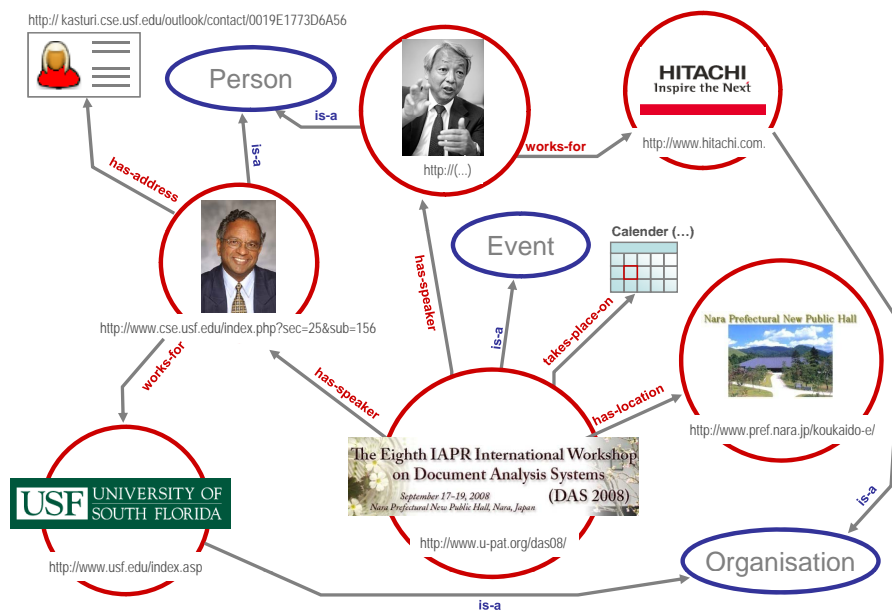 http:// kasturi.cse.usf.edu/outlook/contact/0019E1773D6A56
Person
is-a
http://(...)
HITACHI
Inspire the Next
http://www.hitachi.com.
works-for
is-a
has-address
http://www.cse.usf.edu/index.php?sec=25&sub=156
Event
Calender (...)
has-speaker
is-a
takes-place-on
Nara Prefectural New Public Hall
http://www.pref.nara.jp/koukaido-e/
works-for
has-speaker
has-location
The Eighth IAPR International Workshop
on Document Analysis Systems
September 17-19, 2008
(DAS 2008)
Nara Prefectural New Public Hall, Nara, Japan
http://www.u-pat.org/das08/
USF
UNIVERSITY OF
SOUTH FLORIDA
http://www.usf.edu/index.asp
is-a
Organisation
is-a